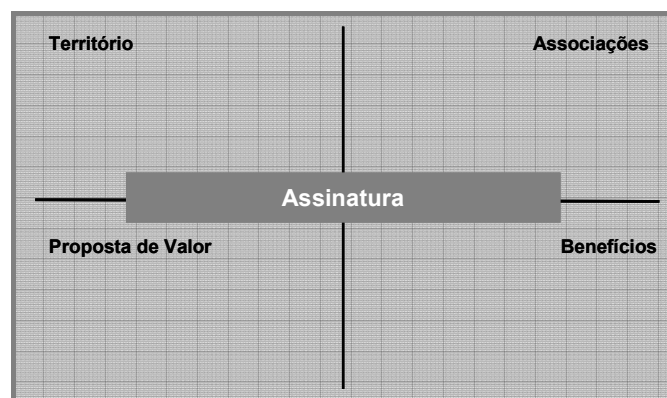 Território
Associações
Assinatura
Proposta de Valor
Benefícios